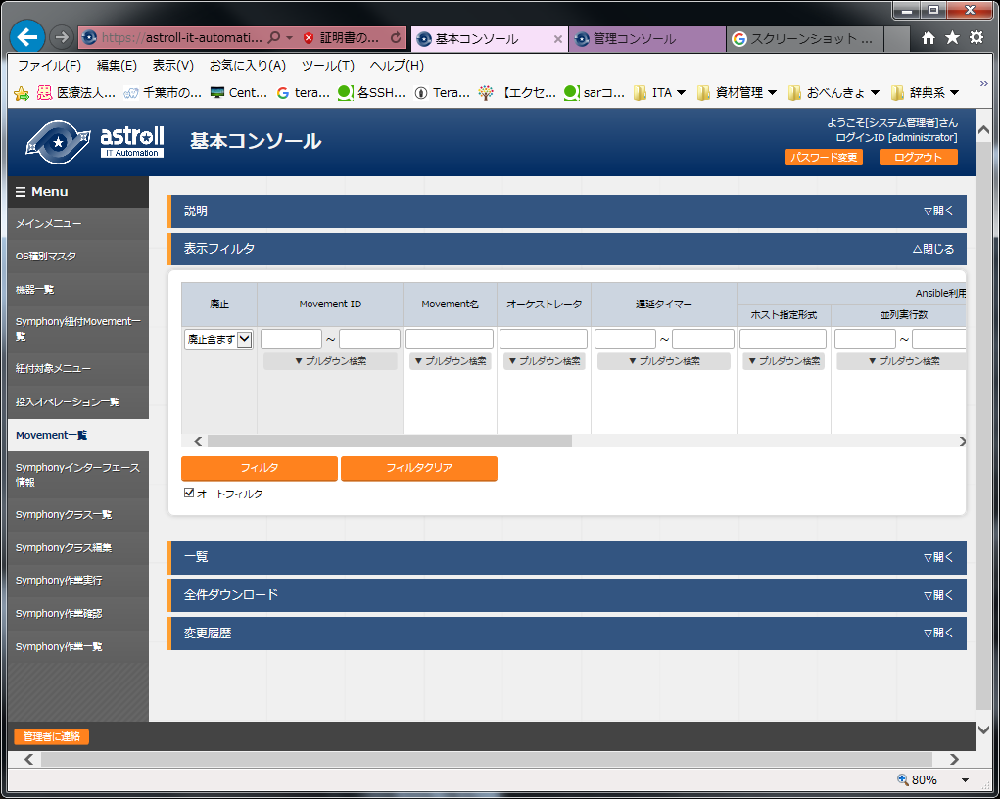 https://astroll-it-automati...
証明書の...
基本コンソール
管理コンソール
スクリーンショット ...
ファイル(F) 編集(E) 表示(V) お気に入り(A) ツール(T) ヘルプ(H)
医療法人... 千葉市の... Cent... tera... 各SSH... Tera... 【エクセ... sarコ... ITA 資材管理 おべんきょ 辞典系
astroll
IT Automation
基本コンソール
ようこそ[システム管理者]さん
ログインID [administrator]
パスワード変更 ログアウト
☰ Menu
メインメニュー
OS種別マスタ
機器一覧
Symphony紐付Movement一
覧
紐付対象メニュー
投入オペレーション一覧
Movement一覧
Symphonyインターフェース
情報
Symphonyクラス一覧
Symphonyクラス編集
Symphony作業実行
Symphony作業確認
Symphony作業一覧
説明 ▽開く
表示フィルタ △閉じる
廃止 Movement ID Movement名 オーケストレータ 遅延タイマー Ansible利用
ホスト指定形式 並列実行数
廃止含まず ～ ～ ～
▼プルダウン検索 ▼プルダウン検索 ▼プルダウン検索 ▼プルダウン検索 ▼プルダウン検索 ▼プルダウン検索
フィルタ フィルタクリア
オートフィルタ
一覧 ▽開く
全件ダウンロード ▽開く
変更履歴 ▽開く
管理者に連絡
80%